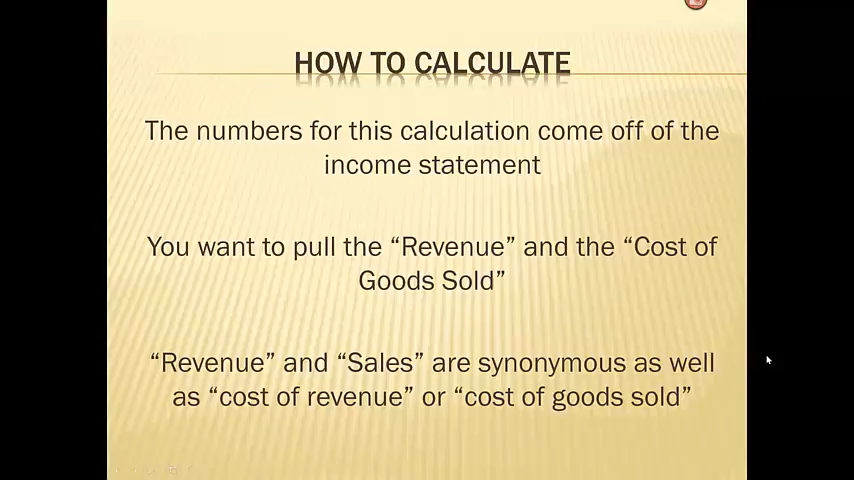 HOW TO CALCULATE
The numbers for this calculation come off of the
income statement
You want to pull the “Revenue” and the “Cost of
Goods Sold”
“Revenue” and “Sales” are synonymous as well
as “cost of revenue” or “cost of goods sold”